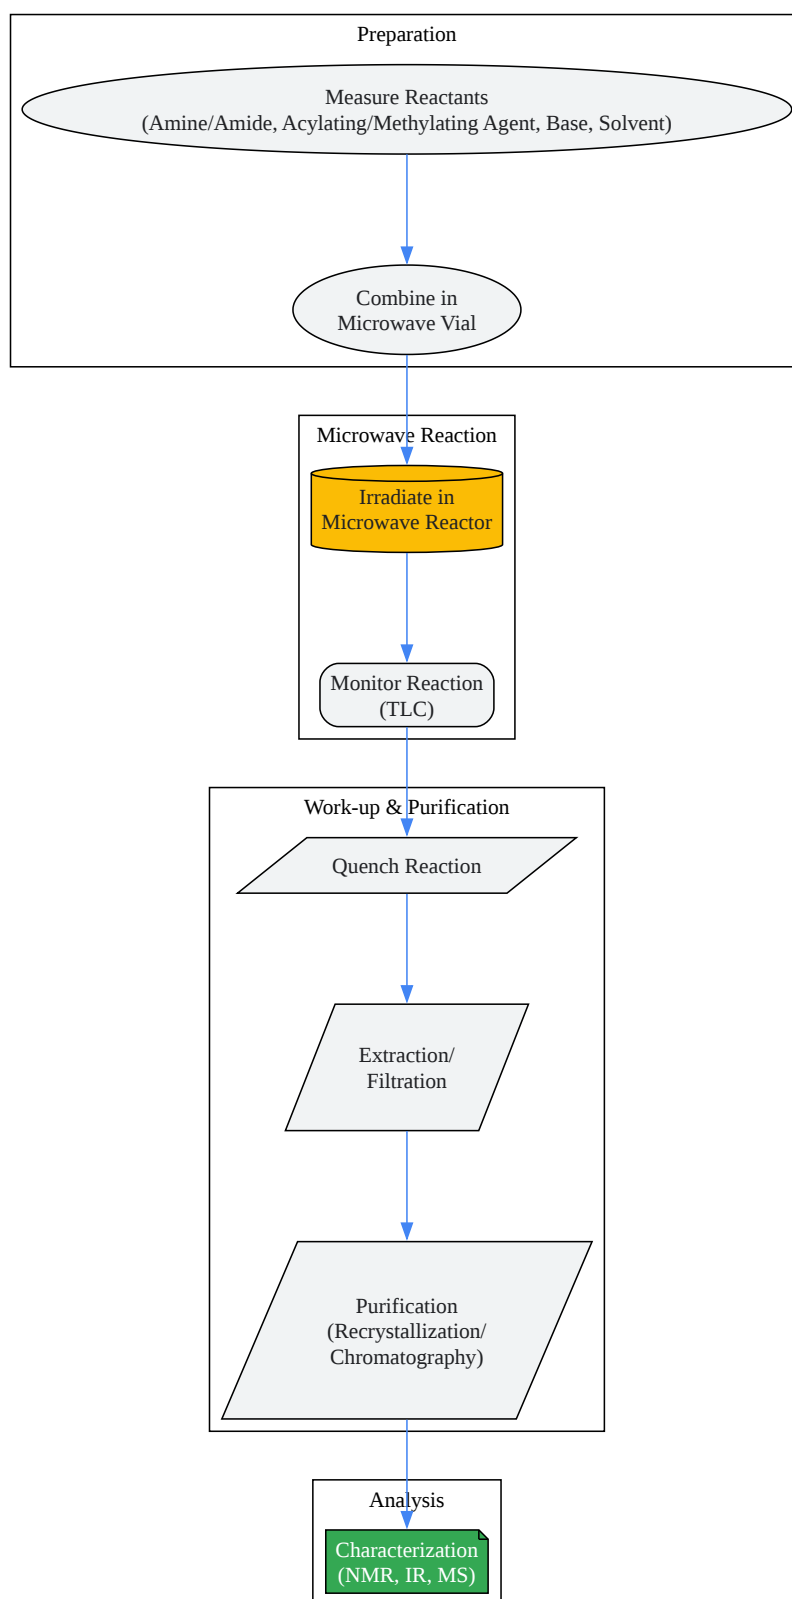 Preparation
Measure Reactants
(Amine/Amide, Acylating/Methylating Agent, Base, Solvent)
Combine in
Microwave Vial
Microwave Reaction
Irradiate in
Microwave Reactor
Monitor Reaction
(TLC)
Work-up & Purification
Quench Reaction
Extraction/
Filtration
Purification
(Recrystallization/
Chromatography)
Analysis
Characterization
(NMR, IR, MS)